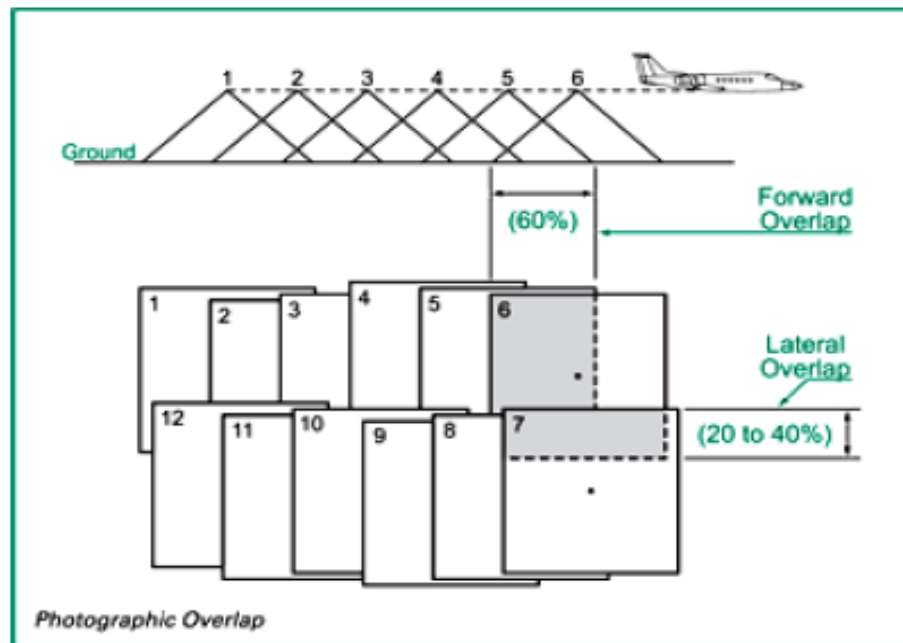 1 2 3 4 5 6
Ground
(60%)
Forward
Overlap
1 2 3 4 5 6
Lateral
Overlap
12 11 10 9 8 7
(20 to 40%)
Photographic Overlap